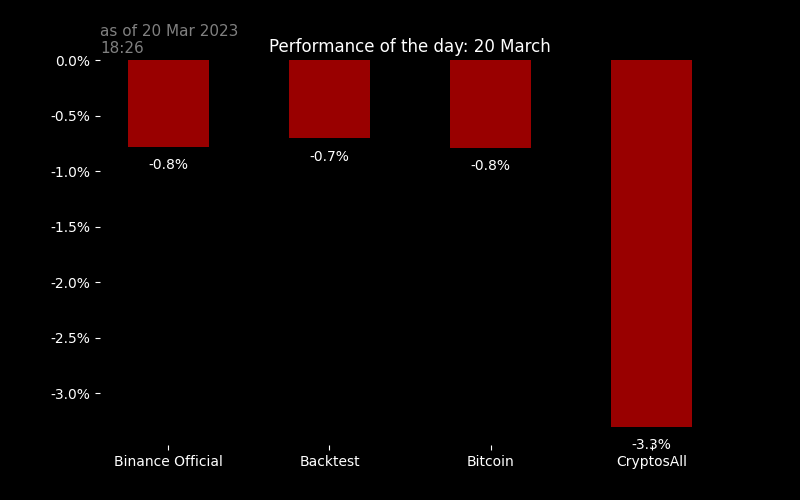 as of 20 Mar 2023
18:26
Performance of the day: 20 March
0.0%
-0.5%
-1.0%
-1.5%
-2.0%
-2.5%
-3.0%
-0.8%
-0.7%
-0.8%
-3.3%
Binance Official
Backtest
Bitcoin
CryptosAll